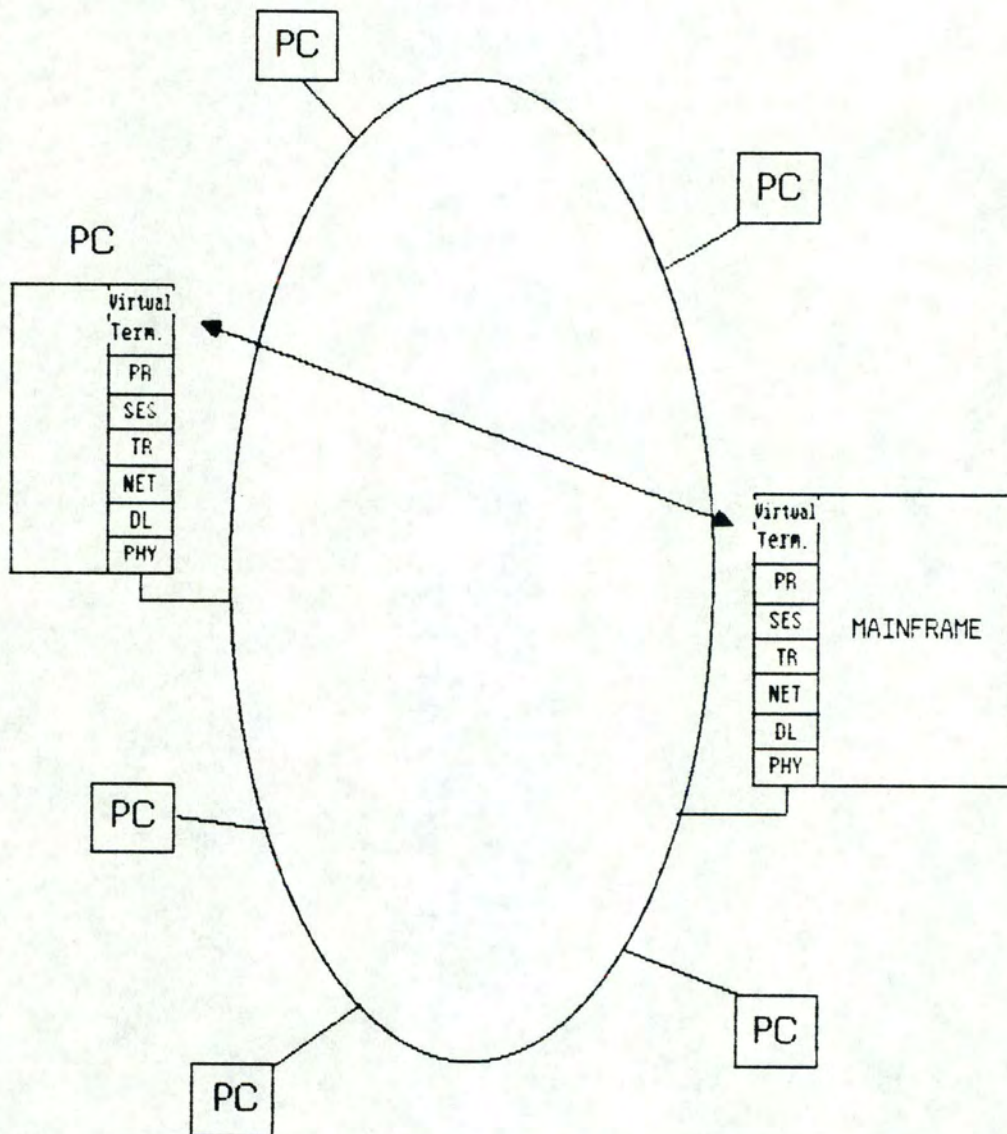 PC
PC
PC
Virtual
Term.
PR
SES
TR
NET
DL
PHY
Virtual
Term.
PR
SES
TR
NET
DL
PHY
MAINFRAME
PC
PC
PC